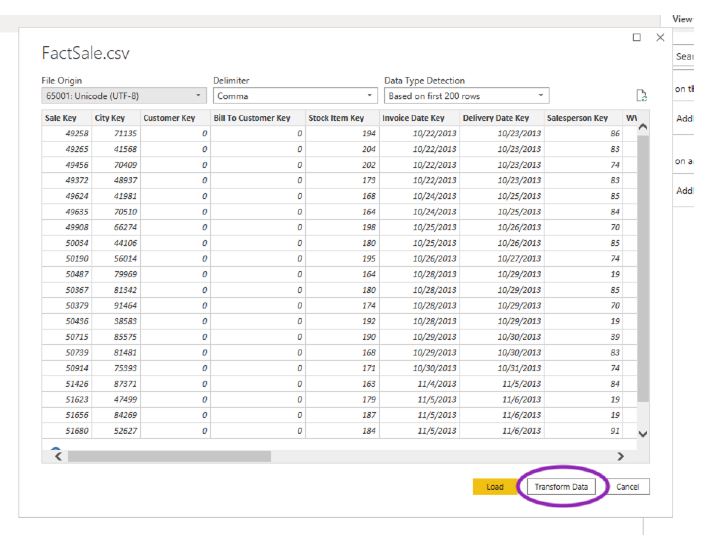 View
FactSale.csv
Sear
File Origin Delimiter Data Type Detection
65001: Unicode (UTF-8) Comma Based on first 200 rows
on th
Sale Key City Key Customer Key Bill To Customer Key Stock Item Key Invoice Date Key Delivery Date Key Salesperson Key WW
Add
49258 71135 0 0 194 10/22/2013 10/23/2013 86
49265 41568 0 0 204 10/22/2013 10/23/2013 83
49456 70409 0 0 202 10/22/2013 10/23/2013 74
on a
49372 48937 0 0 173 10/22/2013 10/23/2013 83
49624 41981 0 0 168 10/24/2013 10/25/2013 85
Add
49635 70510 0 0 164 10/24/2013 10/25/2013 84
49908 66274 0 0 198 10/25/2013 10/26/2013 70
50034 44106 0 0 180 10/25/2013 10/26/2013 85
50190 56014 0 0 195 10/26/2013 10/27/2013 74
50487 79969 0 0 164 10/28/2013 10/29/2013 19
50367 81342 0 0 180 10/28/2013 10/29/2013 85
50379 91464 0 0 174 10/28/2013 10/29/2013 70
50436 38583 0 0 192 10/28/2013 10/29/2013 19
50715 85575 0 0 190 10/29/2013 10/30/2013 39
50739 81481 0 0 168 10/29/2013 10/30/2013 83
50914 75393 0 0 171 10/30/2013 10/31/2013 74
51426 87371 0 0 163 11/4/2013 11/5/2013 84
51623 47499 0 0 179 11/5/2013 11/6/2013 19
51656 84269 0 0 187 11/5/2013 11/6/2013 19
51680 52627 0 0 184 11/5/2013 11/6/2013 91
Load Transform Data Cancel